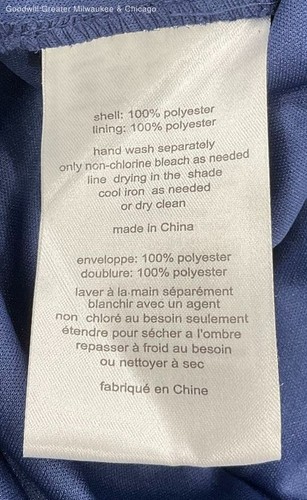 Goodwill Greater Milwaukee & Chicago
shell: 100% polyester
lining: 100% polyester
hand wash separately
only non-chlorine bleach as needed
line drying in the shade
cool iron as needed
or dry clean
made in China
enveloppe: 100% polyester
doublure: 100% polyester
laver à la main séparément
blanchir avec un agent
non chloré au besoin seulement
étendre pour sécher a l'ombre
repasser à froid au besoin
ou nettoyer à sec
fabriqué en Chine